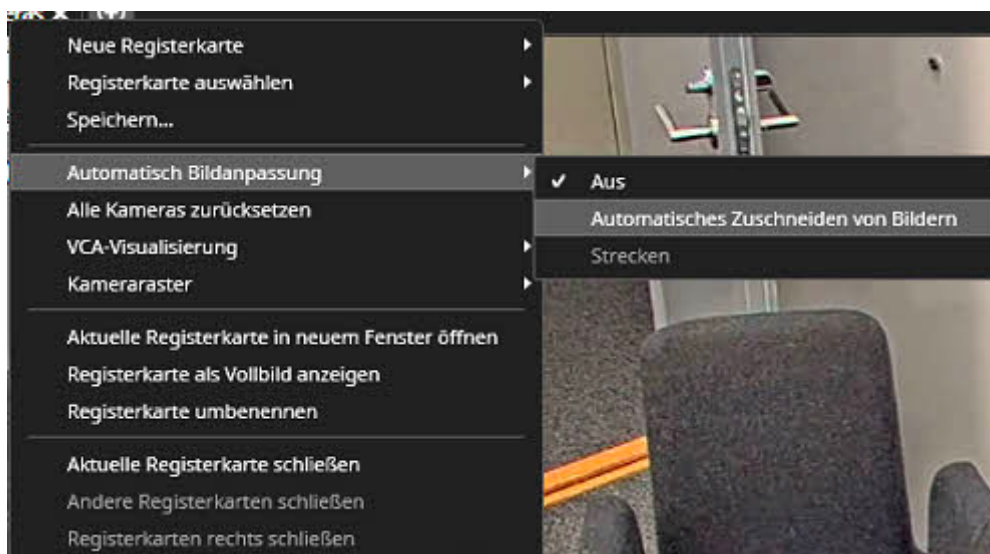 Neue Registerkarte
Registerkarte auswählen
Speichern...
Automatisch Bildanpassung
Aus
Automatisches Zuschneiden von Bildern
Strecken
Alle Kameras zurücksetzen
VCA-Visualisierung
Kameraraster
Aktuelle Registerkarte in neuem Fenster öffnen
Registerkarte als Vollbild anzeigen
Registerkarte umbenennen
Aktuelle Registerkarte schließen
Andere Registerkarten schließen
Registerkarten rechts schließen